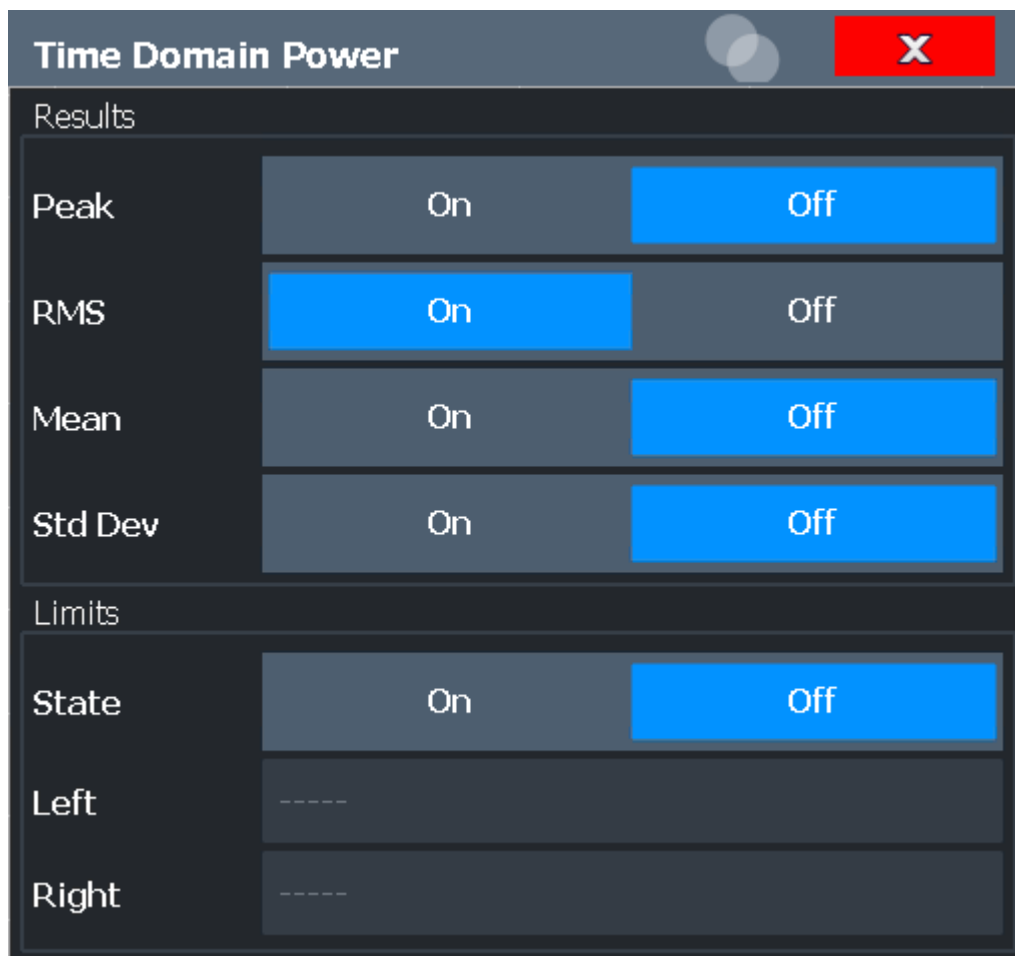 Time Domain Power X
Results
Peak On Off
RMS On Off
Mean On Off
Std Dev On Off
Limits
State On Off
Left -----
Right -----